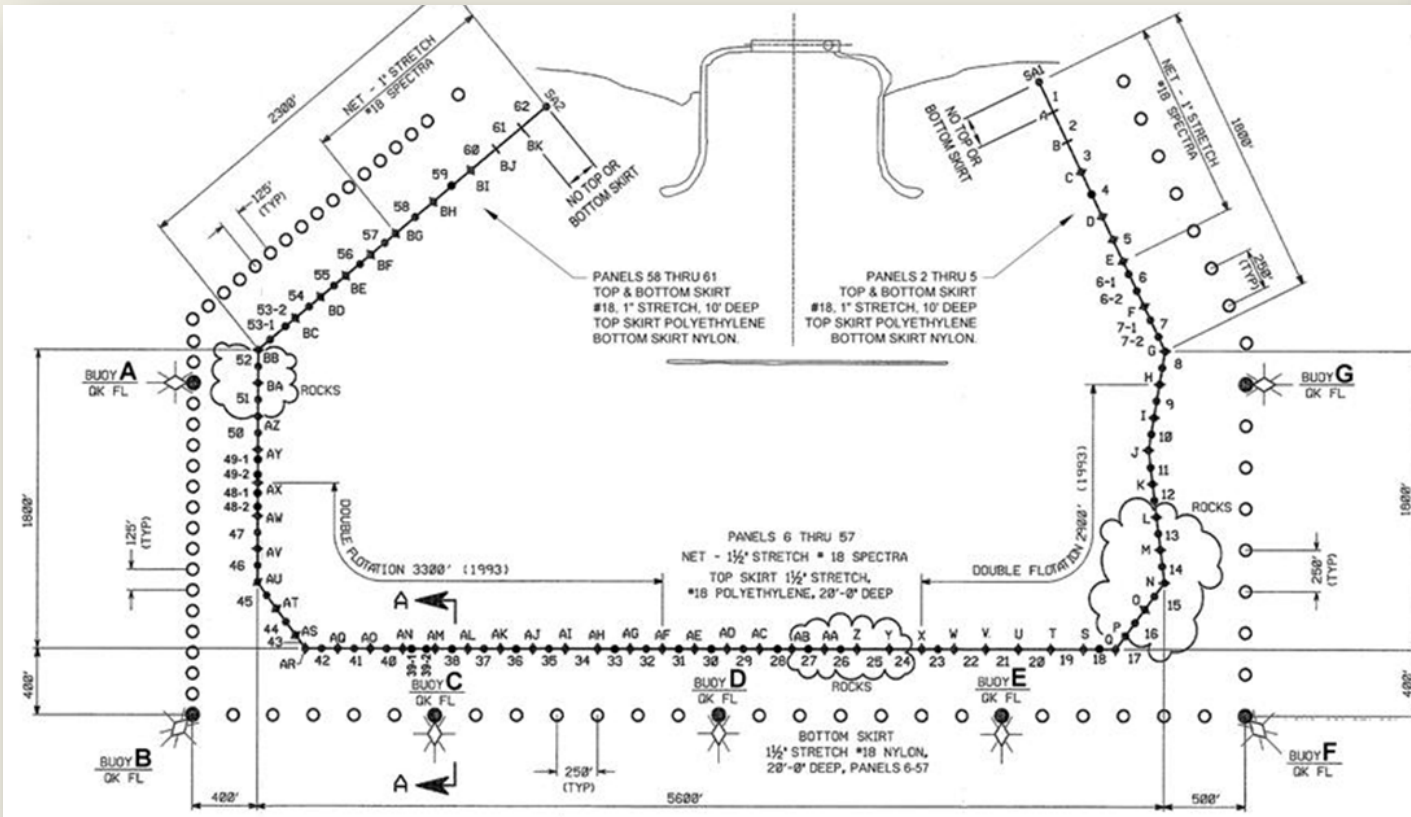 2300'
NET - 1" STRETCH
#18 SPECTRA
125'
(TYP)
SA2
62
61
BK
60
BJ
59
BI
58
BH
57
BG
56
BF
55
BE
54
BD
53-2
BC
53-1
BB
NO TOP OR
BOTTOM SKIRT
PANELS 58 THRU 61
TOP & BOTTOM SKIRT
#18, 1" STRETCH, 10' DEEP
TOP SKIRT POLYETHYLENE
BOTTOM SKIRT NYLON.
PANELS 2 THRU 5
TOP & BOTTOM SKIRT
#18, 1" STRETCH, 10' DEEP
TOP SKIRT POLYETHYLENE
BOTTOM SKIRT NYLON.
NO TOP OR
BOTTOM SKIRT
SA1
1
A
2
B
3
C
4
D
5
E
6
6-1
6-2
F
7-1
7
7-2
G
8
NET - 1" STRETCH
#18 SPECTRA
1800'
250'
(TYP)
BUOY A
QK FL
52
BA
ROCKS
51
50
AZ
AY
49-1
49-2
AX
48-1
48-2
AW
47
AV
46
AU
45
AT
44
43
AS
AR
1800'
125'
(TYP)
400'
DOUBLE FLOTATION 3300' (1993)
PANELS 6 THRU 57
NET - 1½" STRETCH # 18 SPECTRA
TOP SKIRT 1½" STRETCH,
#18 POLYETHYLENE, 20'-0" DEEP
DOUBLE FLOTATION 2900' (1993)
H
9
I
10
J
11
K
12
L
13
M
14
N
15
O
P
16
Q
17
ROCKS
BUOY G
QK FL
1800'
250'
(TYP)
400'
A
AQ AO AN AM AL AK AJ AI AH AG AF AE AD AC AB AA Z Y X W V U T S
42 41 40 39-1 39-2 38 37 36 35 34 33 32 31 30 29 28 27 26 25 24 23 22 21 20 19 18
ROCKS
BUOY C
QK FL
BUOY D
QK FL
BUOY E
QK FL
BUOY B
QK FL
BUOY F
QK FL
A
250'
(TYP)
BOTTOM SKIRT
1½" STRETCH #18 NYLON,
20'-0" DEEP, PANELS 6-57
400'
5600'
500'